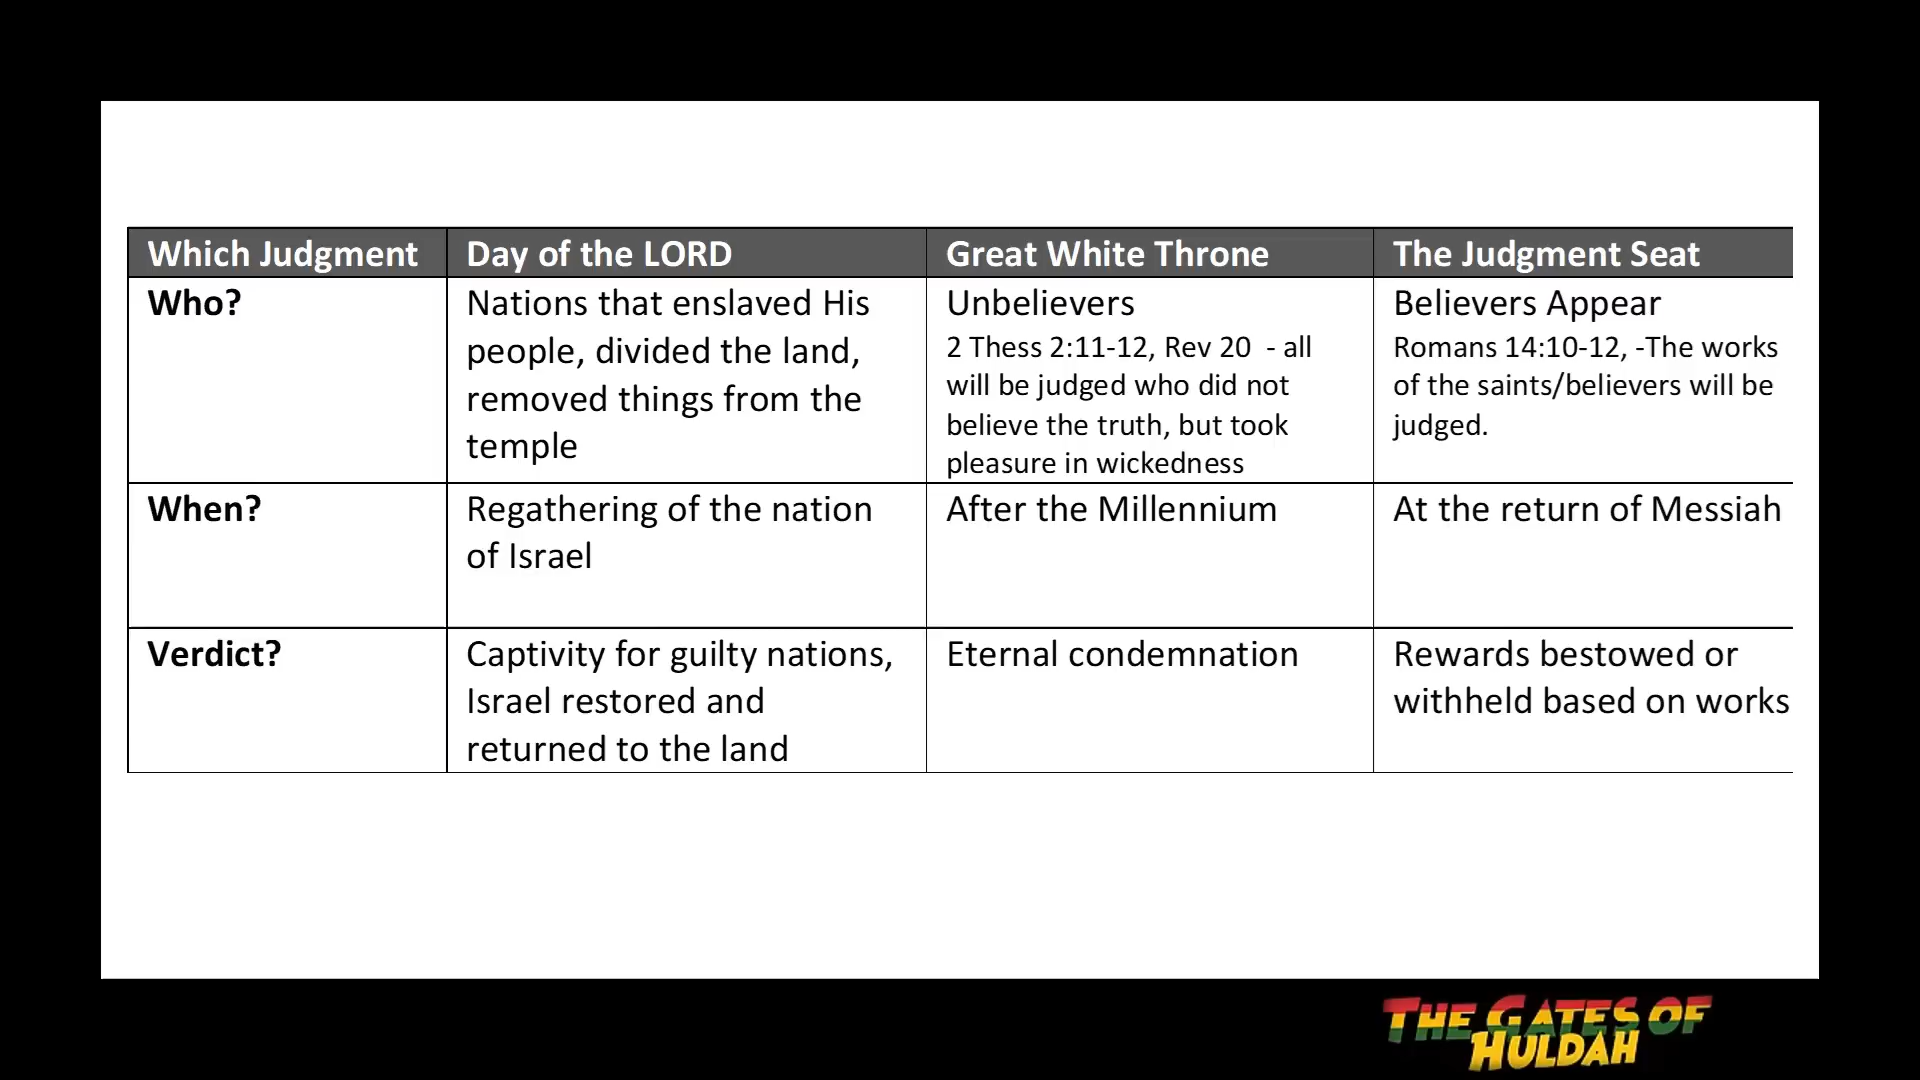 Which Judgment
Day of the LORD
Great White Throne
The Judgment Seat
Who?
Nations that enslaved His
people, divided the land,
removed things from the
temple
Unbelievers
2 Thess 2:11-12, Rev 20  - all
will be judged who did not
believe the truth, but took
pleasure in wickedness
Believers Appear
Romans 14:10-12, -The works
of the saints/believers will be
judged.
When?
Regathering of the nation
of Israel
After the Millennium
At the return of Messiah
Verdict?
Captivity for guilty nations,
Israel restored and
returned to the land
Eternal condemnation
Rewards bestowed or
withheld based on works
THE GATES OF
HULDAH